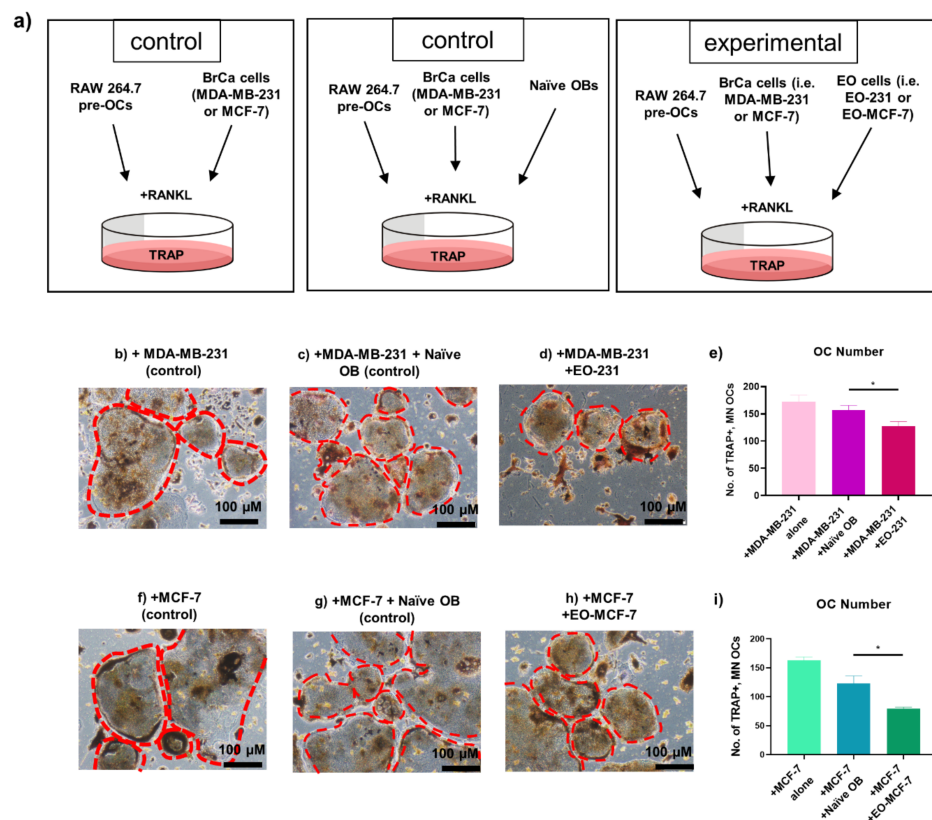 a)
control
RAW 264.7
pre-OCs
BrCa cells
(MDA-MB-231
or MCF-7)
+RANKL
TRAP
control
RAW 264.7
pre-OCs
BrCa cells
(MDA-MB-231
or MCF-7)
Naïve OBs
+RANKL
TRAP
experimental
RAW 264.7
pre-OCs
BrCa cells (i.e.
MDA-MB-231
or MCF-7)
EO cells (i.e.
EO-231 or
EO-MCF-7)
+RANKL
TRAP
b) + MDA-MB-231
(control)
100 µM
c) +MDA-MB-231 + Naïve
OB (control)
100 µM
d) +MDA-MB-231
+EO-231
100 µM
e)
OC Number
No. of TRAP+, MN OCs
200
150
100
50
0
*
+MDA-MB-231
alone
+MDA-MB-231
+Naïve OB
+MDA-MB-231
+EO-231
f) +MCF-7
(control)
100 µM
g) +MCF-7 + Naïve OB
(control)
100 µM
h) +MCF-7
+EO-MCF-7
100 µM
i)
OC Number
No. of TRAP+, MN OCs
200
150
100
50
0
*
+MCF-7
alone
+MCF-7
+Naïve OB
+MCF-7
+EO-MCF-7